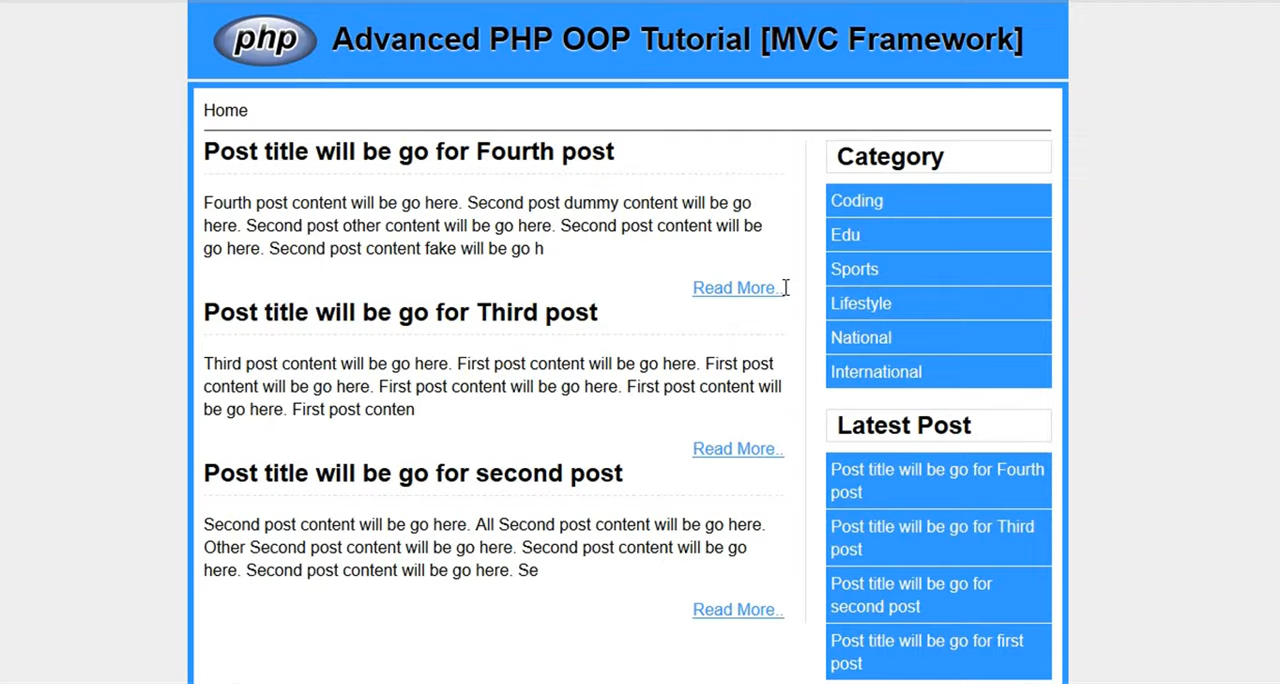 php Advanced PHP OOP Tutorial [MVC Framework]
Home
Post title will be go for Fourth post
Fourth post content will be go here. Second post dummy content will be go
here. Second post other content will be go here. Second post content will be
go here. Second post content fake will be go h
Read More..
Post title will be go for Third post
Third post content will be go here. First post content will be go here. First post
content will be go here. First post content will be go here. First post content will
be go here. First post conten
Read More..
Post title will be go for second post
Second post content will be go here. All Second post content will be go here.
Other Second post content will be go here. Second post content will be go
here. Second post content will be go here. Se
Read More..
Category
Coding
Edu
Sports
Lifestyle
National
International
Latest Post
Post title will be go for Fourth
post
Post title will be go for Third
post
Post title will be go for
second post
Post title will be go for first
post